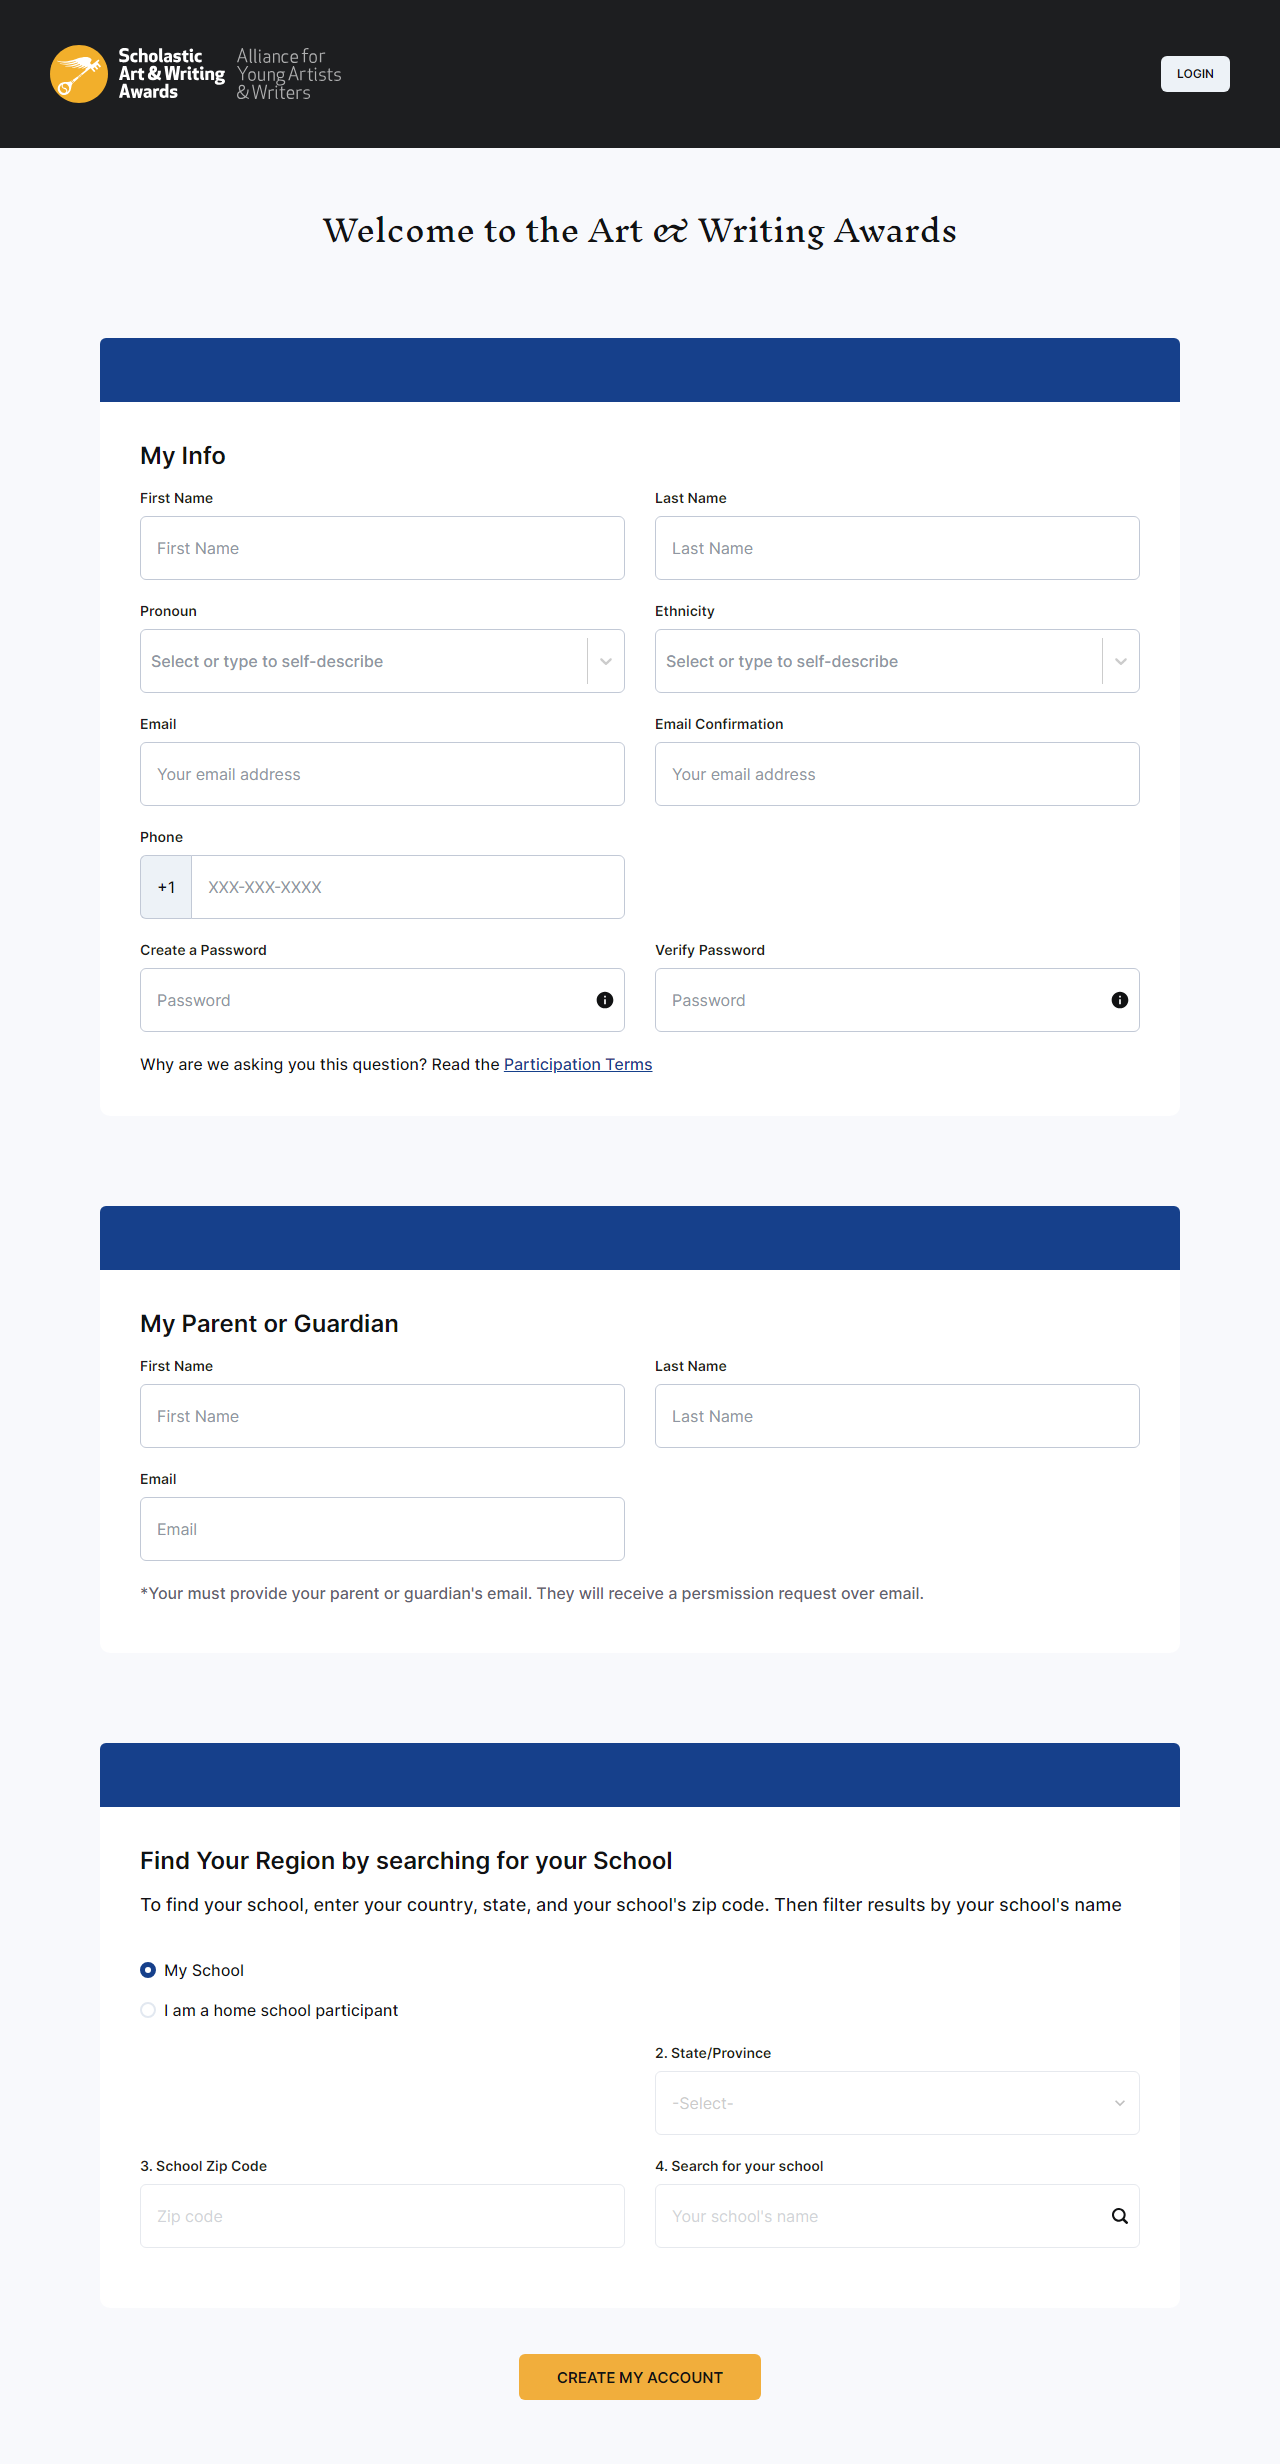 Scholastic
Art & Writing
Awards
Alliance for
Young Artists
& Writers
LOGIN
Welcome to the Art & Writing Awards
My Info
First Name
Last Name
First Name
Last Name
Pronoun
Ethnicity
Select or type to self-describe
Select or type to self-describe
Email
Email Confirmation
Your email address
Your email address
Phone
+1
XXX-XXX-XXXX
Create a Password
Verify Password
Password
Password
Why are we asking you this question? Read the Participation Terms
My Parent or Guardian
First Name
Last Name
First Name
Last Name
Email
Email
*Your must provide your parent or guardian's email. They will receive a persmission request over email.
Find Your Region by searching for your School
To find your school, enter your country, state, and your school's zip code. Then filter results by your school's name
My School
I am a home school participant
2. State/Province
-Select-
3. School Zip Code
4. Search for your school
Zip code
Your school's name
CREATE MY ACCOUNT